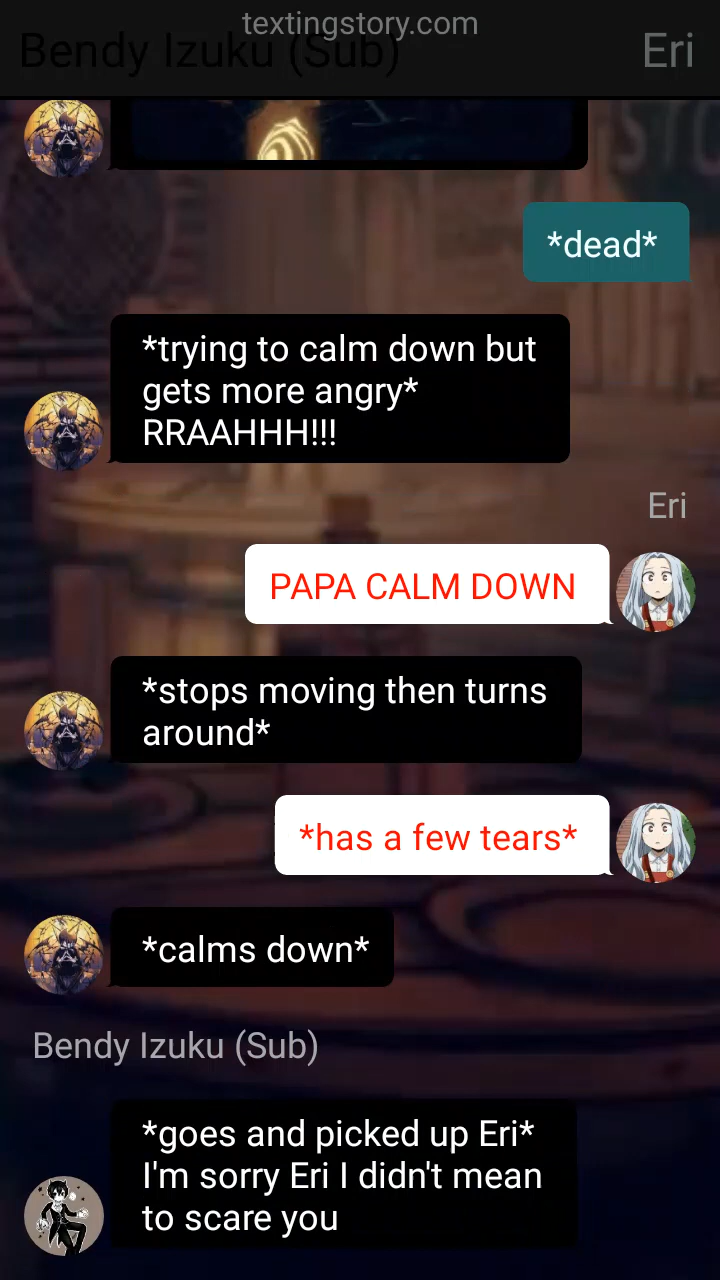 textingstory.com
Bendy Izuku (Sub)
Eri
*dead*
*trying to calm down but
gets more angry*
RRAAHHH!!!
Eri
PAPA CALM DOWN
*stops moving then turns
around*
*has a few tears*
*calms down*
Bendy Izuku (Sub)
*goes and picked up Eri*
I'm sorry Eri I didn't mean
to scare you